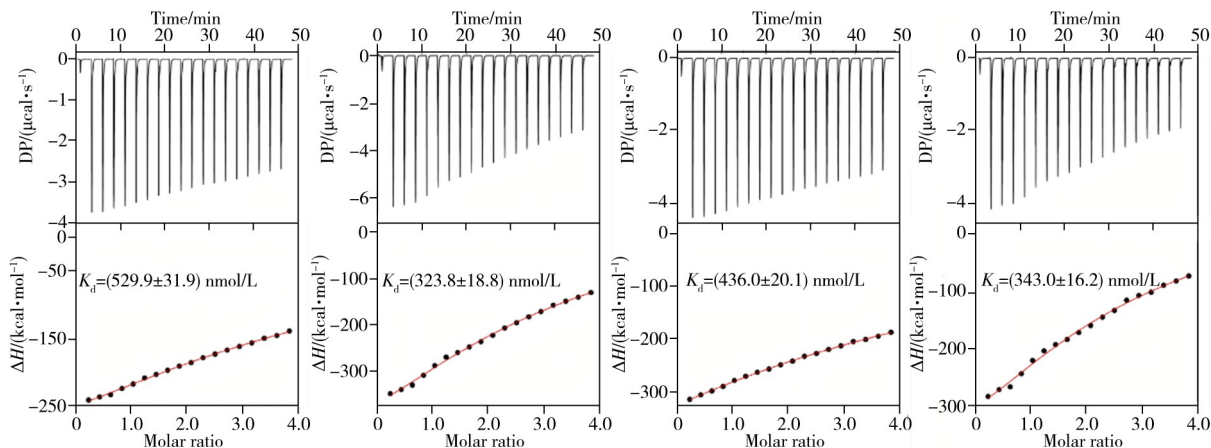 Time/min
0 10 20 30 40 50
0
−1
−2
−3
−4
DP/(μcal•s⁻¹)
0
−50
−150
−250
ΔH/(kcal•mol⁻¹)
Kd=(529.9±31.9) nmol/L
0 1.0 2.0 3.0 4.0
Molar ratio
Time/min
0 10 20 30 40 50
0
−2
−4
−6
DP/(μcal•s⁻¹)
0
−100
−200
−300
ΔH/(kcal•mol⁻¹)
Kd=(323.8±18.8) nmol/L
0 1.0 2.0 3.0 4.0
Molar ratio
Time/min
0 10 20 30 40 50
0
−2
−4
DP/(μcal•s⁻¹)
0
−100
−200
−300
ΔH/(kcal•mol⁻¹)
Kd=(436.0±20.1) nmol/L
0 1.0 2.0 3.0 4.0
Molar ratio
Time/min
0 10 20 30 40 50
0
−2
−4
DP/(μcal•s⁻¹)
0
−100
−200
−300
ΔH/(kcal•mol⁻¹)
Kd=(343.0±16.2) nmol/L
0 1.0 2.0 3.0 4.0
Molar ratio